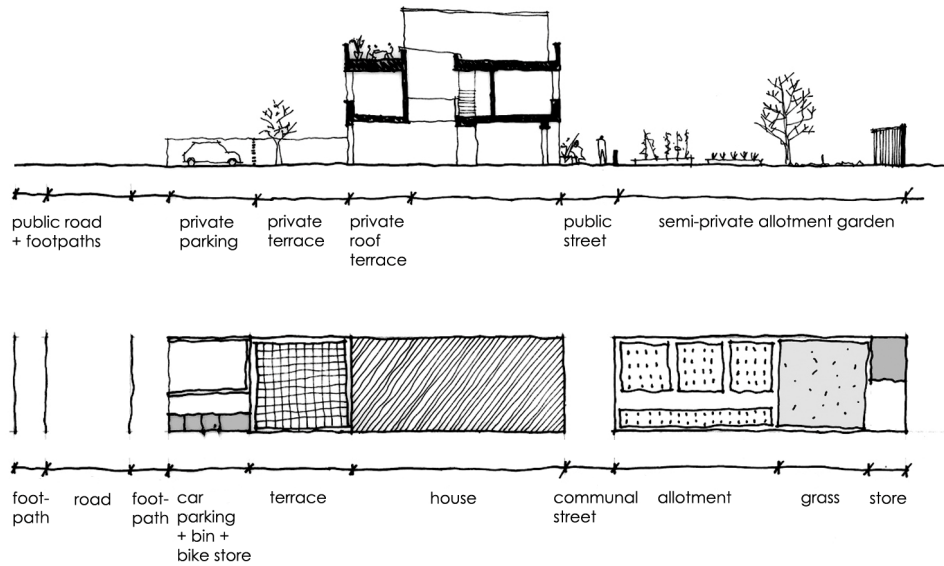 public road
+ footpaths
private
parking
private
terrace
private
roof
terrace
public
street
semi-private allotment garden
foot-
path
road
foot-
path
car
parking
+ bin +
bike store
terrace
house
communal
street
allotment
grass
store